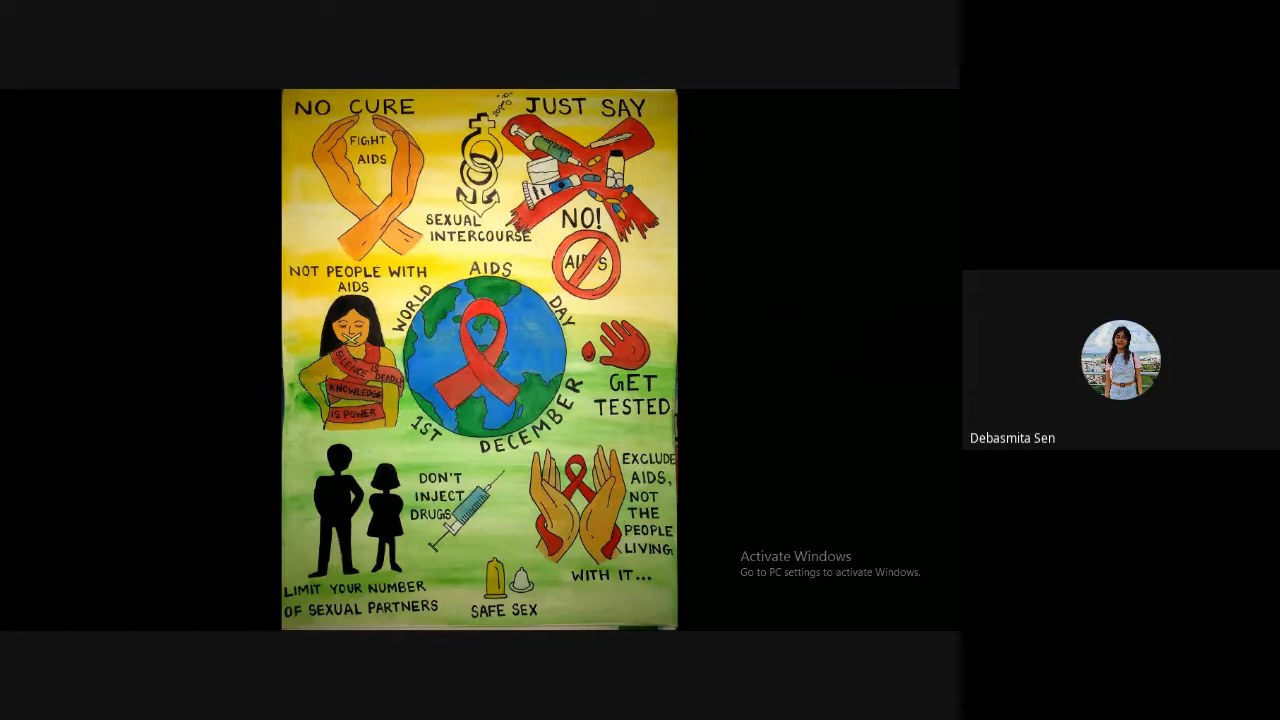 NO CURE
JUST SAY
FIGHT
AIDS
SEXUAL
INTERCOURSE
NO!
AIDS
NOT PEOPLE WITH
AIDS
WORLD
AIDS
DAY
1ST
DECEMBER
SILENCE IS
DEADLY
KNOWLEDGE
IS POWER
GET
TESTED
DON'T
INJECT
DRUGS
EXCLUDE
AIDS,
NOT
THE
PEOPLE
LIVING
WITH IT...
LIMIT YOUR NUMBER
OF SEXUAL PARTNERS
SAFE SEX
Activate Windows
Go to PC settings to activate Windows.
Debasmita Sen